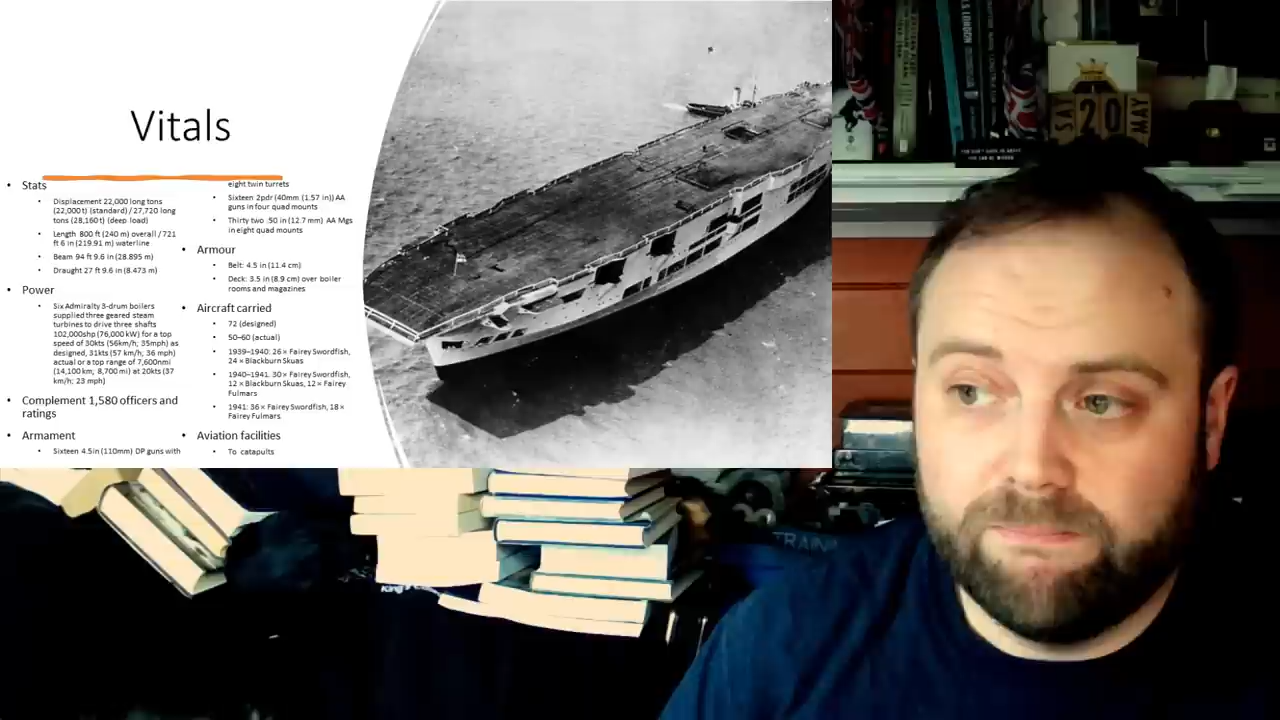 Vitals
• Stats
• Displacement 22,000 long tons
(22,000 t) (standard) / 27,720 long
tons (28,160 t) (deep load)
• Length 800 ft (240 m) overall / 721
ft 6 in (219.91 m) waterline
• Beam 94 ft 9.6 in (28.895 m)
• Draught 27 ft 9.6 in (8.473 m)
• Power
• Six Admiralty 3-drum boilers
supplied three geared steam
turbines to drive three shafts
102,000shp (76,000 kW) for a top
speed of 30kts (56km/h; 35mph) as
designed, 31kts (57 km/h, 36 mph)
actual or a top range of 7,600nmi
(14,100 km; 8,700 mi) at 20kts (37
km/h; 23 mph)
• Complement 1,580 officers and
ratings
• Armament
• Sixteen 4.5in (110mm) DP guns with
eight twin turrets
• Sixteen 2pdr (40mm (1.57 in)) AA
guns in four quad mounts
• Thirty two .50 in (12.7 mm) AA Mgs
in eight quad mounts
• Armour
• Belt: 4.5 in (11.4 cm)
• Deck: 3.5 in (8.9 cm) over boiler
rooms and magazines
• Aircraft carried
• 72 (designed)
• 50–60 (actual)
• 1939–1940: 26 × Fairey Swordfish,
24 × Blackburn Skuas
• 1940–1941. 30 × Fairey Swordfish,
12 × Blackburn Skuas, 12 × Fairey
Fulmars
• 1941: 36 × Fairey Swordfish, 18 ×
Fairey Fulmars
• Aviation facilities
• To catapults
SAT 20 MAY
LONDON
TRAIN
King's